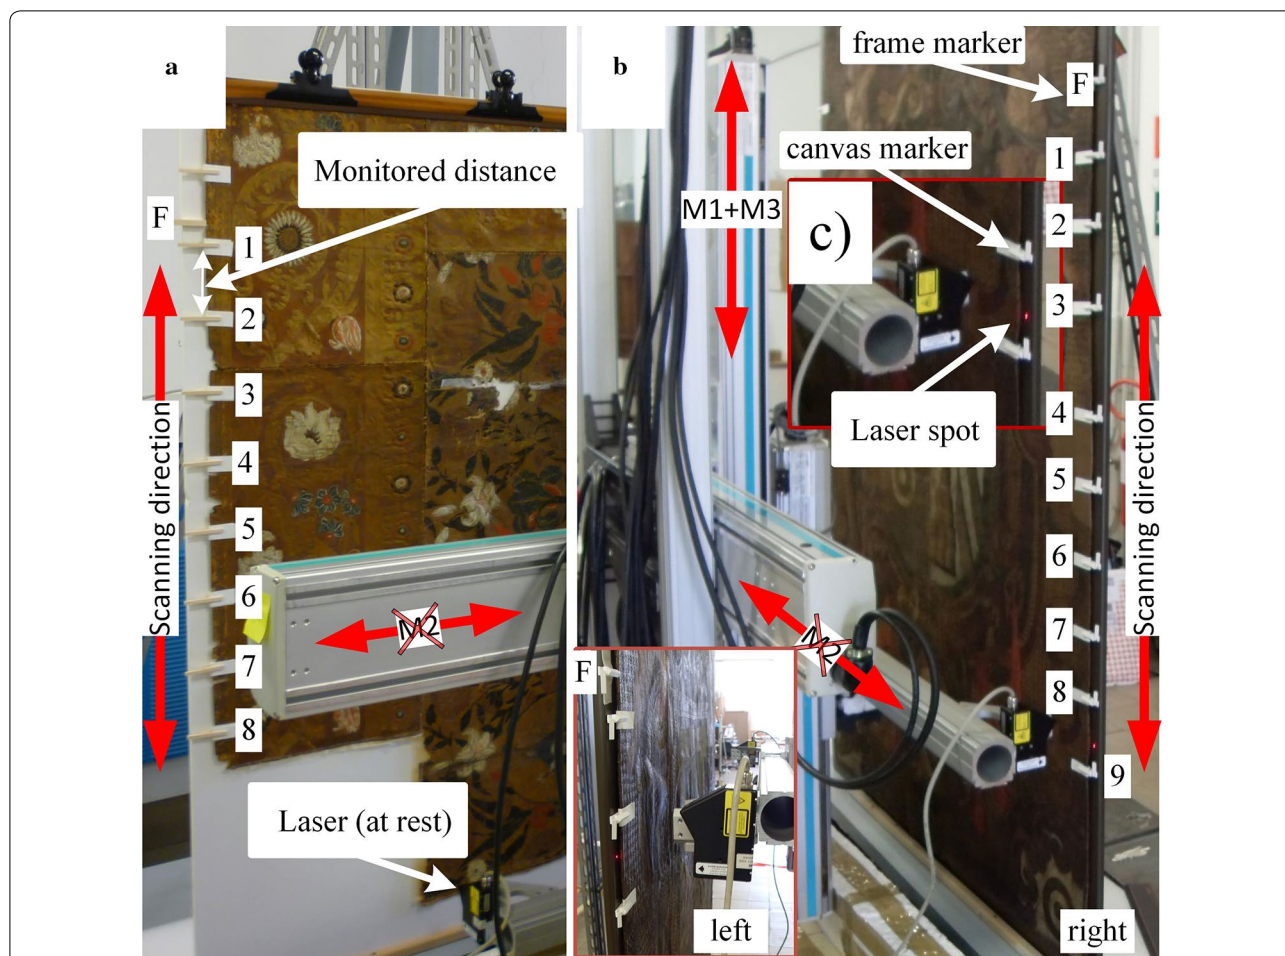 a
Monitored distance
F
1
2
3
4
5
6
7
8
Scanning direction
M2
Laser (at rest)
b
frame marker
F
canvas marker
M1+M3
c)
Laser spot
1
2
3
4
5
6
7
8
9
Scanning direction
M2
F
left
right